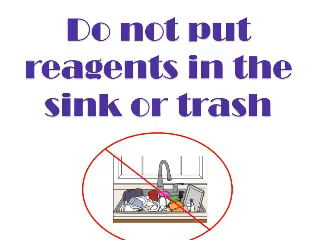 Do not put
reagents in the
sink or trash